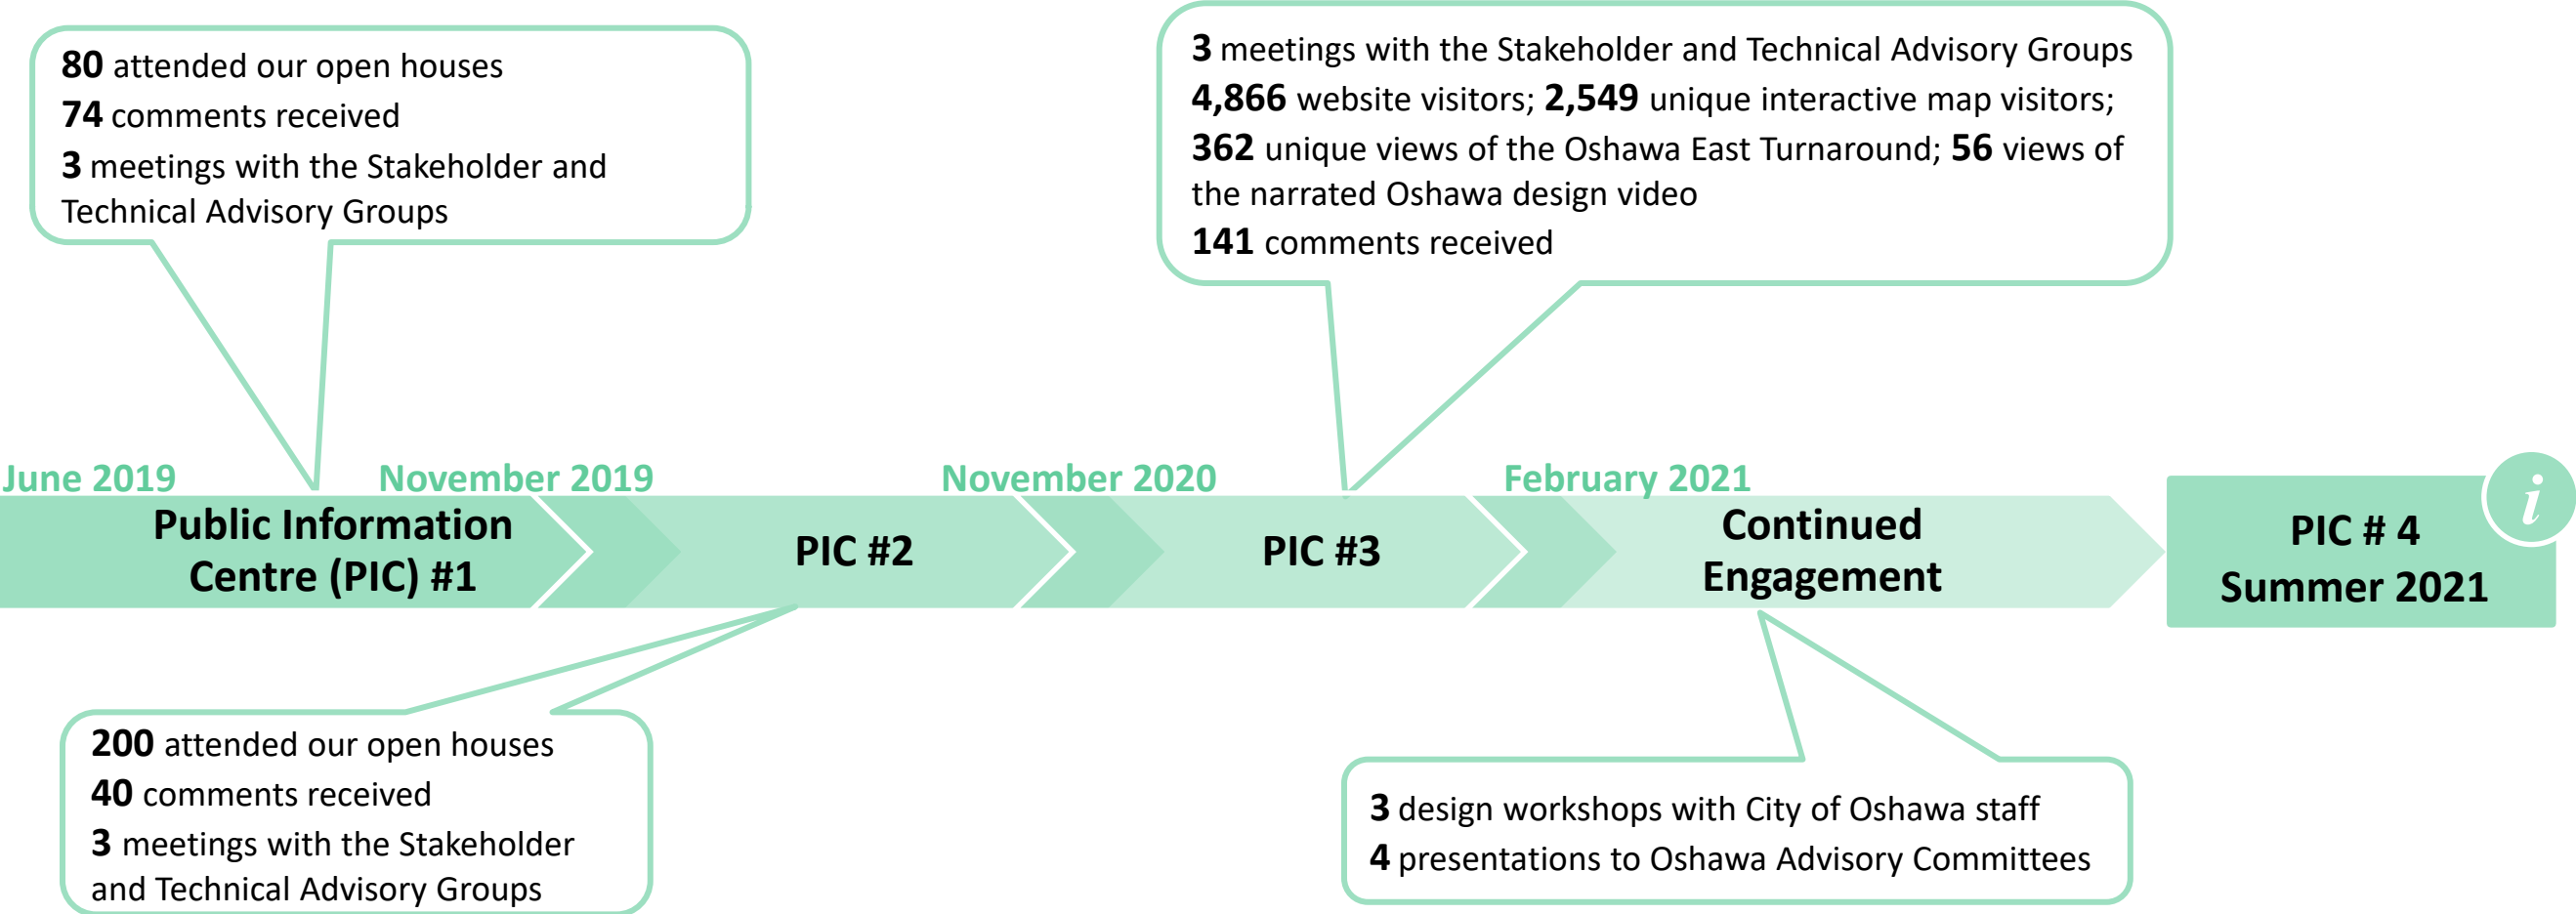 80 attended our open houses
74 comments received
3 meetings with the Stakeholder and
Technical Advisory Groups
3 meetings with the Stakeholder and Technical Advisory Groups
4,866 website visitors; 2,549 unique interactive map visitors;
362 unique views of the Oshawa East Turnaround; 56 views of
the narrated Oshawa design video
141 comments received
June 2019
November 2019
November 2020
February 2021
Public Information
Centre (PIC) #1
PIC #2
PIC #3
Continued
Engagement
PIC # 4
Summer 2021
i
200 attended our open houses
40 comments received
3 meetings with the Stakeholder
and Technical Advisory Groups
3 design workshops with City of Oshawa staff
4 presentations to Oshawa Advisory Committees